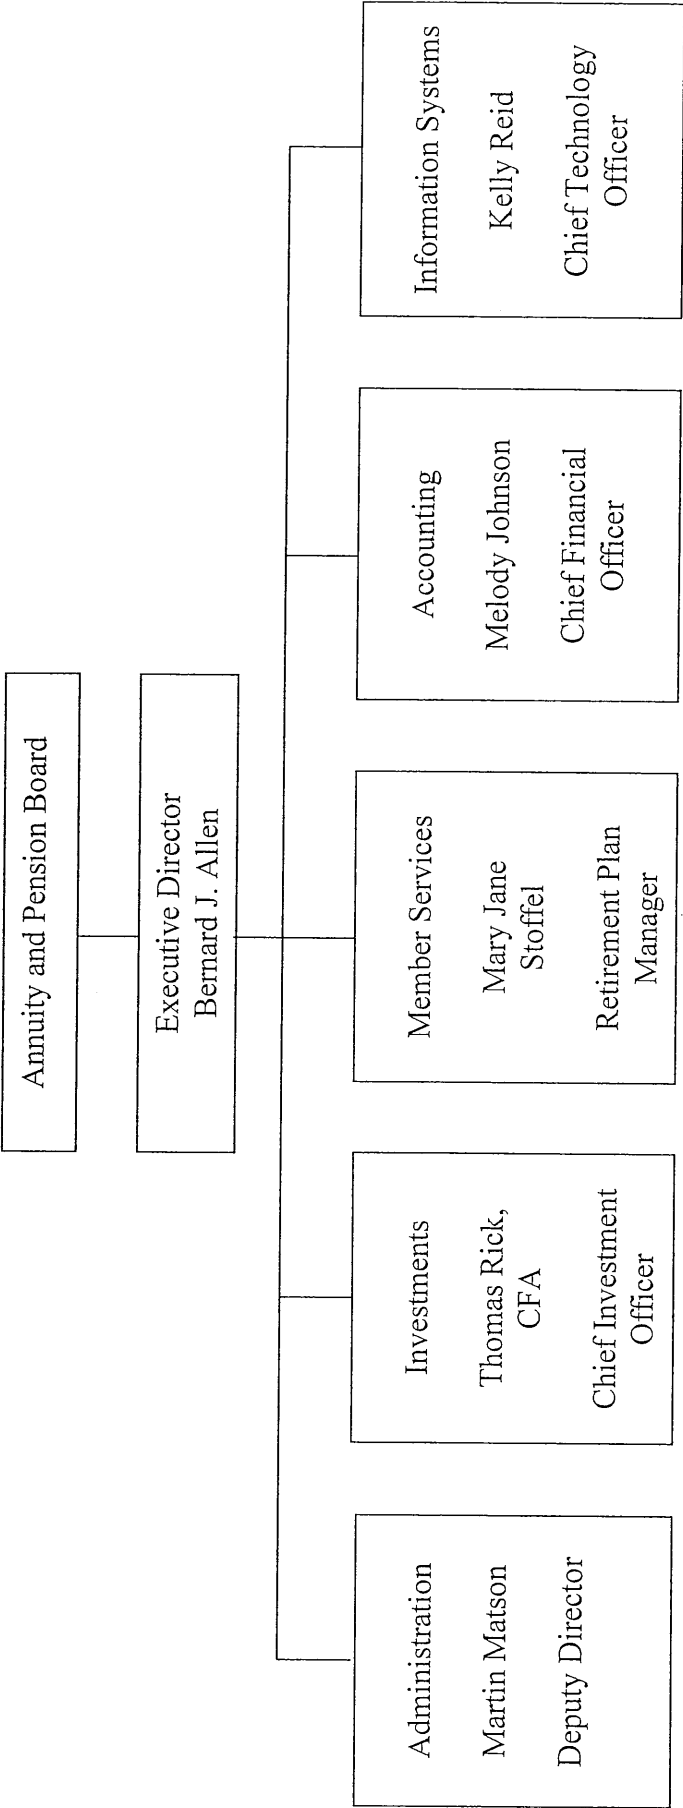 Annuity and Pension Board
Executive Director
Bernard J. Allen
Administration
Martin Matson
Deputy Director
Investments
Thomas Rick,
CFA
Chief Investment
Officer
Member Services
Mary Jane
Stoffel
Retirement Plan
Manager
Accounting
Melody Johnson
Chief Financial
Officer
Information Systems
Kelly Reid
Chief Technology
Officer